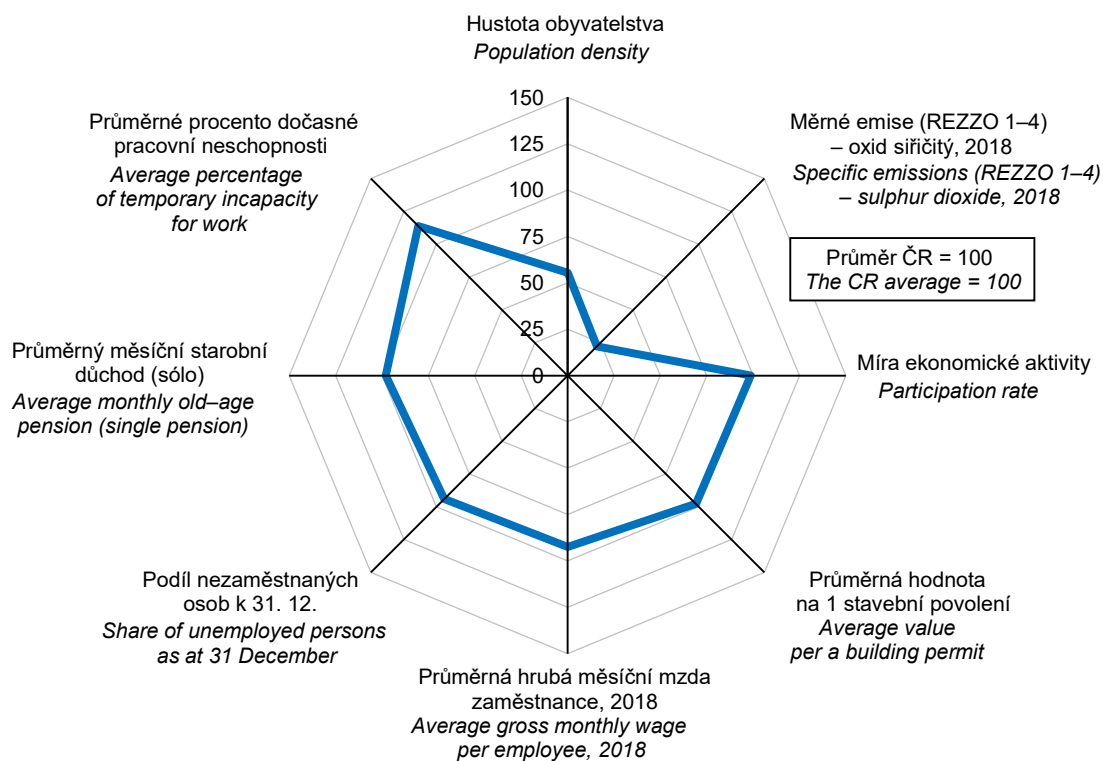 Hustota obyvatelstva
Population density
150
125
100
75
50
25
0
Měrné emise (REZZO 1–4)
– oxid siřičitý, 2018
Specific emissions (REZZO 1–4)
– sulphur dioxide, 2018
Průměr ČR = 100
The CR average = 100
Míra ekonomické aktivity
Participation rate
Průměrná hodnota
na 1 stavební povolení
Average value
per a building permit
Průměrná hrubá měsíční mzda
zaměstnance, 2018
Average gross monthly wage
per employee, 2018
Podíl nezaměstnaných
osob k 31. 12.
Share of unemployed persons
as at 31 December
Průměrný měsíční starobní
důchod (sólo)
Average monthly old–age
pension (single pension)
Průměrné procento dočasné
pracovní neschopnosti
Average percentage
of temporary incapacity
for work